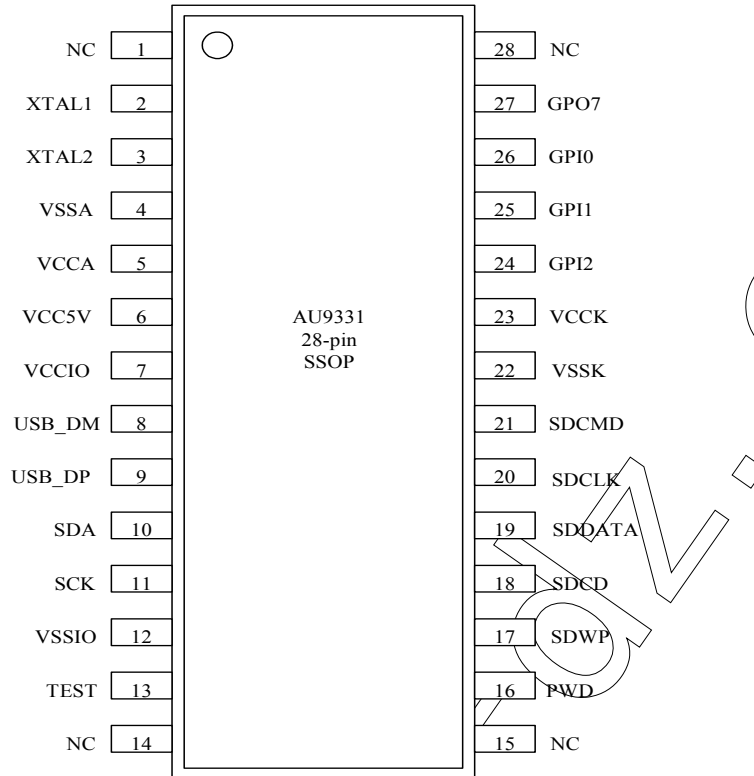 NC 1 28 NC
XTAL1 2 27 GPO7
XTAL2 3 26 GPI0
VSSA 4 25 GPI1
VCCA 5 24 GPI2
VCC5V 6 AU9331 23 VCCK
28-pin
VCCIO 7 SSOP 22 VSSK
USB_DM 8 21 SDCMD
USB_DP 9 20 SDCLK
SDA 10 19 SDDATA
SCK 11 18 SDCD
VSSIO 12 17 SDWP
TEST 13 16 PWD
NC 14 15 NC